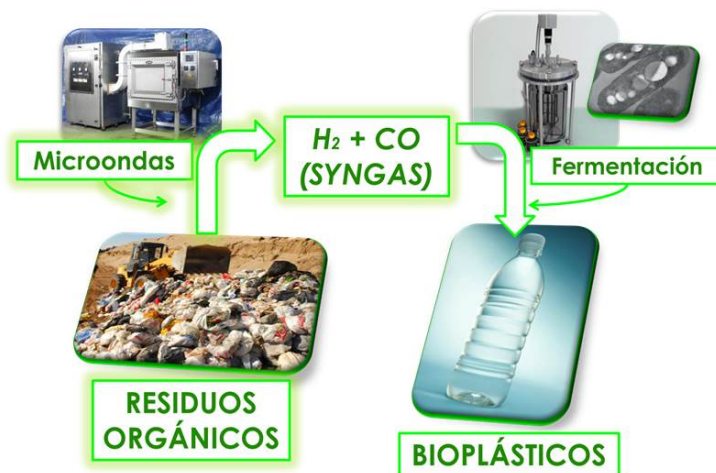 Microondas
H₂ + CO
(SYNGAS)
Fermentación
RESIDUOS
ORGÁNICOS
BIOPLÁSTICOS